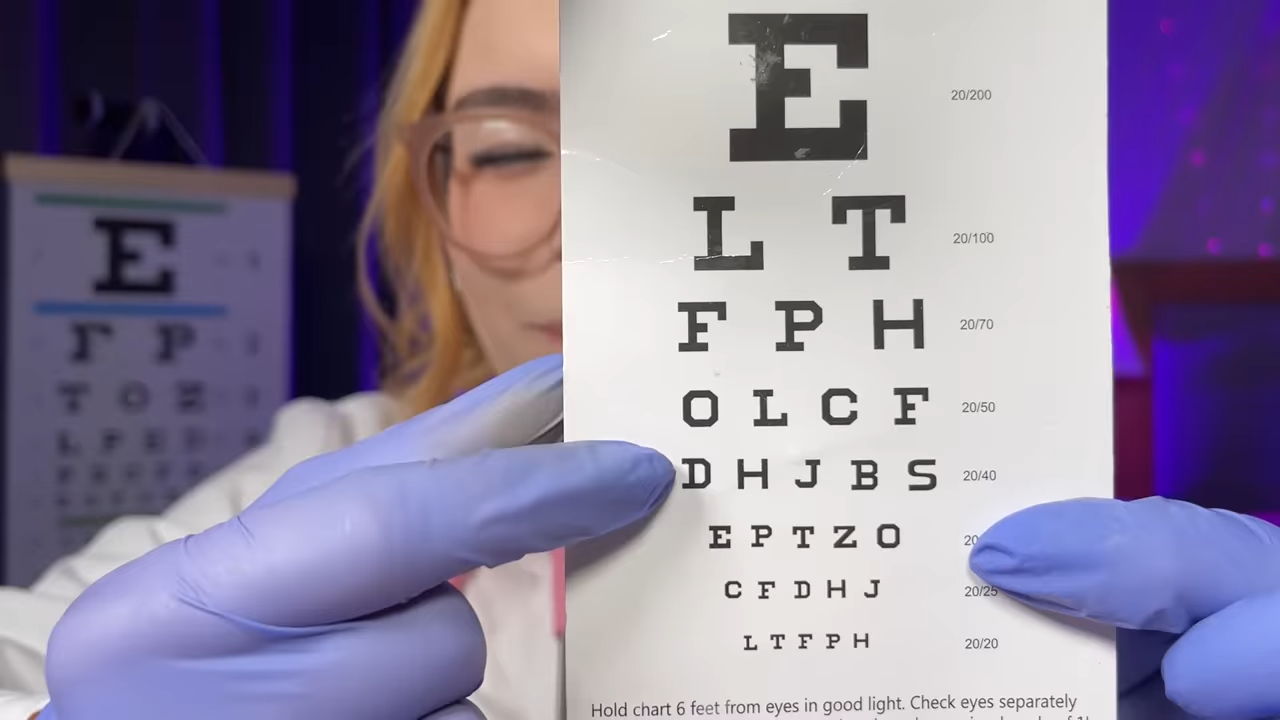 E 20/200
L T 20/100
F P H 20/70
O L C F 20/50
D H J B S 20/40
E P T Z O 20
C F D H J 20/25
L T F P H 20/20
Hold chart 6 feet from eyes in good light. Check eyes separately
E
F P
T O Z
L P E D